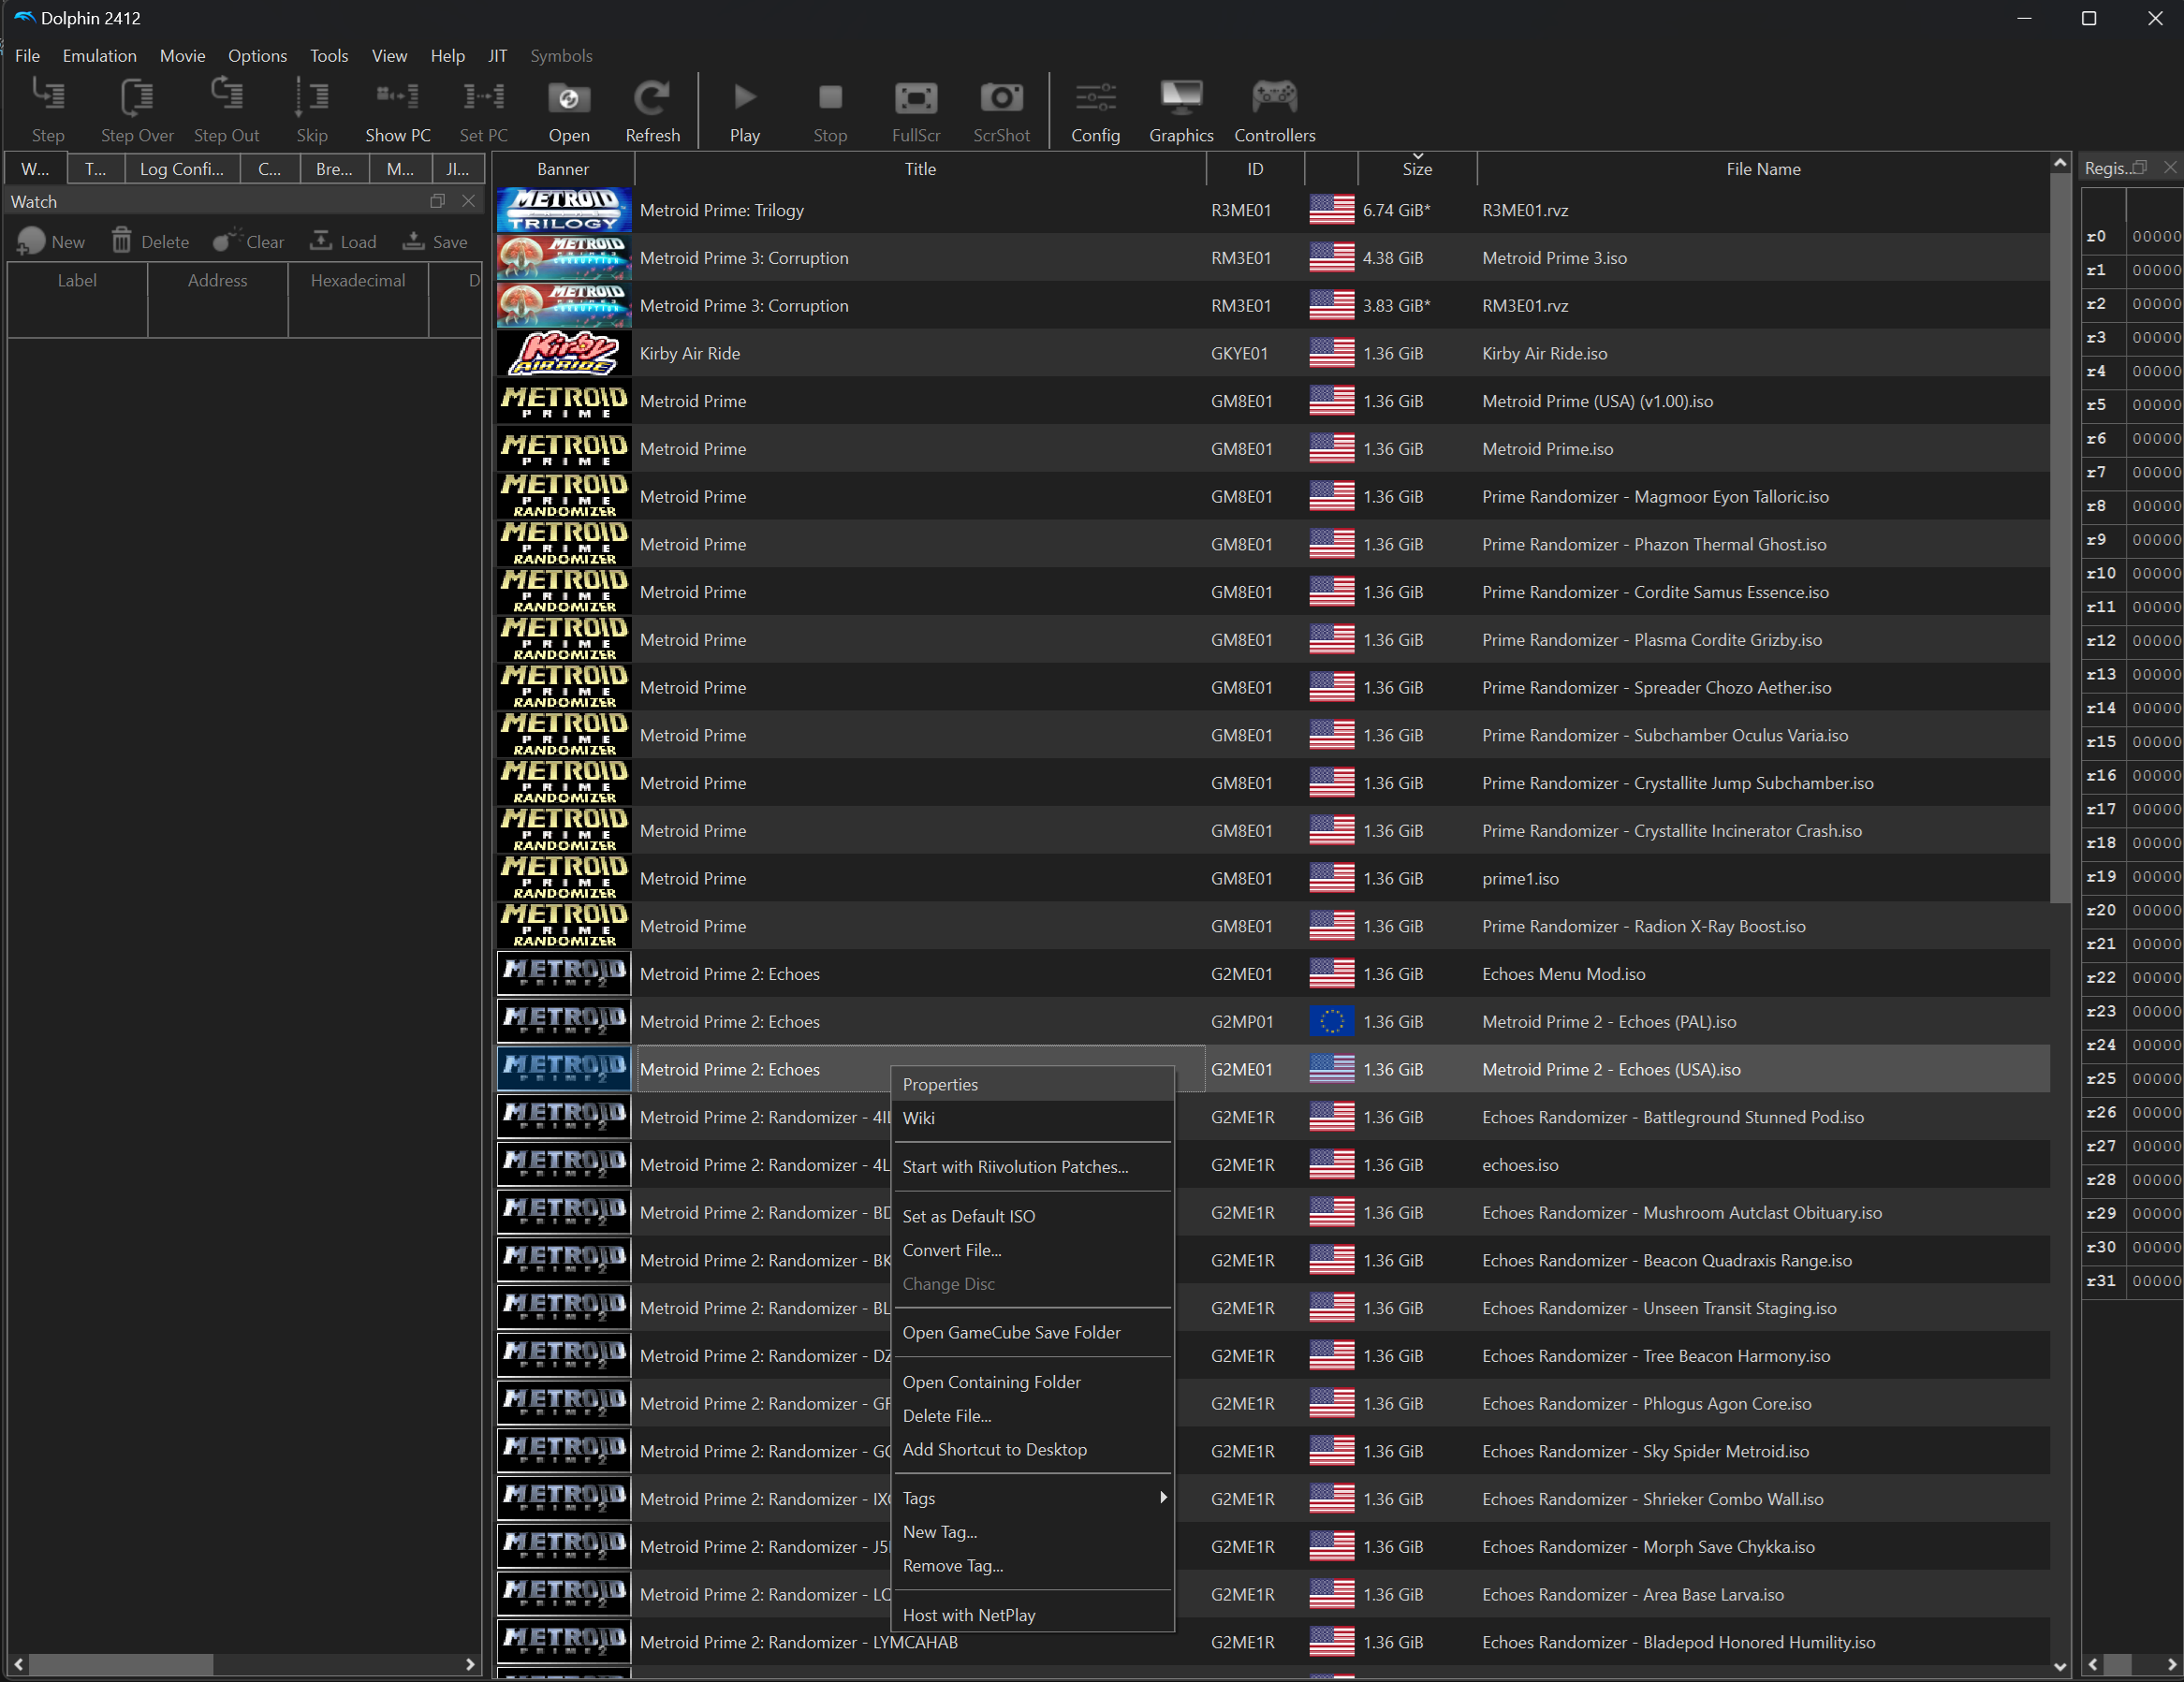 Dolphin 2412
File Emulation Movie Options Tools View Help JIT Symbols
Step Step Over Step Out Skip Show PC Set PC Open Refresh Play Stop FullScr ScrShot Config Graphics Controllers
W... T... Log Confi... C... Bre... M... JI...
Watch
New Delete Clear Load Save
Label Address Hexadecimal D
Banner Title ID Size File Name
METROID TRILOGY Metroid Prime: Trilogy R3ME01 6.74 GiB* R3ME01.rvz
METROID Metroid Prime 3: Corruption RM3E01 4.38 GiB Metroid Prime 3.iso
METROID Metroid Prime 3: Corruption RM3E01 3.83 GiB* RM3E01.rvz
Kirby AIR RIDE Kirby Air Ride GKYE01 1.36 GiB Kirby Air Ride.iso
METROID PRIME Metroid Prime GM8E01 1.36 GiB Metroid Prime (USA) (v1.00).iso
METROID PRIME Metroid Prime GM8E01 1.36 GiB Metroid Prime.iso
METROID PRIME RANDOMIZER Metroid Prime GM8E01 1.36 GiB Prime Randomizer - Magmoor Eyon Talloric.iso
METROID PRIME RANDOMIZER Metroid Prime GM8E01 1.36 GiB Prime Randomizer - Phazon Thermal Ghost.iso
METROID PRIME RANDOMIZER Metroid Prime GM8E01 1.36 GiB Prime Randomizer - Cordite Samus Essence.iso
METROID PRIME RANDOMIZER Metroid Prime GM8E01 1.36 GiB Prime Randomizer - Plasma Cordite Grizby.iso
METROID PRIME RANDOMIZER Metroid Prime GM8E01 1.36 GiB Prime Randomizer - Spreader Chozo Aether.iso
METROID PRIME RANDOMIZER Metroid Prime GM8E01 1.36 GiB Prime Randomizer - Subchamber Oculus Varia.iso
METROID PRIME RANDOMIZER Metroid Prime GM8E01 1.36 GiB Prime Randomizer - Crystallite Jump Subchamber.iso
METROID PRIME RANDOMIZER Metroid Prime GM8E01 1.36 GiB Prime Randomizer - Crystallite Incinerator Crash.iso
METROID PRIME RANDOMIZER Metroid Prime GM8E01 1.36 GiB prime1.iso
METROID PRIME RANDOMIZER Metroid Prime GM8E01 1.36 GiB Prime Randomizer - Radion X-Ray Boost.iso
METROID PRIME 2 Metroid Prime 2: Echoes G2ME01 1.36 GiB Echoes Menu Mod.iso
METROID PRIME 2 Metroid Prime 2: Echoes G2MP01 1.36 GiB Metroid Prime 2 - Echoes (PAL).iso
METROID PRIME 2 Metroid Prime 2: Echoes G2ME01 1.36 GiB Metroid Prime 2 - Echoes (USA).iso
METROID PRIME 2 Metroid Prime 2: Randomizer - G2ME1R 1.36 GiB Echoes Randomizer - Battleground Stunned Pod.iso
METROID PRIME 2 Metroid Prime 2: Randomizer - 4L G2ME1R 1.36 GiB echoes.iso
METROID PRIME 2 Metroid Prime 2: Randomizer - BD G2ME1R 1.36 GiB Echoes Randomizer - Mushroom Autclast Obituary.iso
METROID PRIME 2 Metroid Prime 2: Randomizer - BK G2ME1R 1.36 GiB Echoes Randomizer - Beacon Quadraxis Range.iso
METROID PRIME 2 Metroid Prime 2: Randomizer - BL G2ME1R 1.36 GiB Echoes Randomizer - Unseen Transit Staging.iso
METROID PRIME 2 Metroid Prime 2: Randomizer - DZ G2ME1R 1.36 GiB Echoes Randomizer - Tree Beacon Harmony.iso
METROID PRIME 2 Metroid Prime 2: Randomizer - G G2ME1R 1.36 GiB Echoes Randomizer - Phlogus Agon Core.iso
METROID PRIME 2 Metroid Prime 2: Randomizer - G G2ME1R 1.36 GiB Echoes Randomizer - Sky Spider Metroid.iso
METROID PRIME 2 Metroid Prime 2: Randomizer - IX G2ME1R 1.36 GiB Echoes Randomizer - Shrieker Combo Wall.iso
METROID PRIME 2 Metroid Prime 2: Randomizer - J5 G2ME1R 1.36 GiB Echoes Randomizer - Morph Save Chykka.iso
METROID PRIME 2 Metroid Prime 2: Randomizer - L G2ME1R 1.36 GiB Echoes Randomizer - Area Base Larva.iso
METROID PRIME 2 Metroid Prime 2: Randomizer - LYMCAHAB G2ME1R 1.36 GiB Echoes Randomizer - Bladepod Honored Humility.iso
Properties
Wiki
Start with Riivolution Patches...
Set as Default ISO
Convert File...
Change Disc
Open GameCube Save Folder
Open Containing Folder
Delete File...
Add Shortcut to Desktop
Tags
New Tag...
Remove Tag...
Host with NetPlay
Regis...
r0 00000
r1 00000
r2 00000
r3 00000
r4 00000
r5 00000
r6 00000
r7 00000
r8 00000
r9 00000
r10 00000
r11 00000
r12 00000
r13 00000
r14 00000
r15 00000
r16 00000
r17 00000
r18 00000
r19 00000
r20 00000
r21 00000
r22 00000
r23 00000
r24 00000
r25 00000
r26 00000
r27 00000
r28 00000
r29 00000
r30 00000
r31 00000